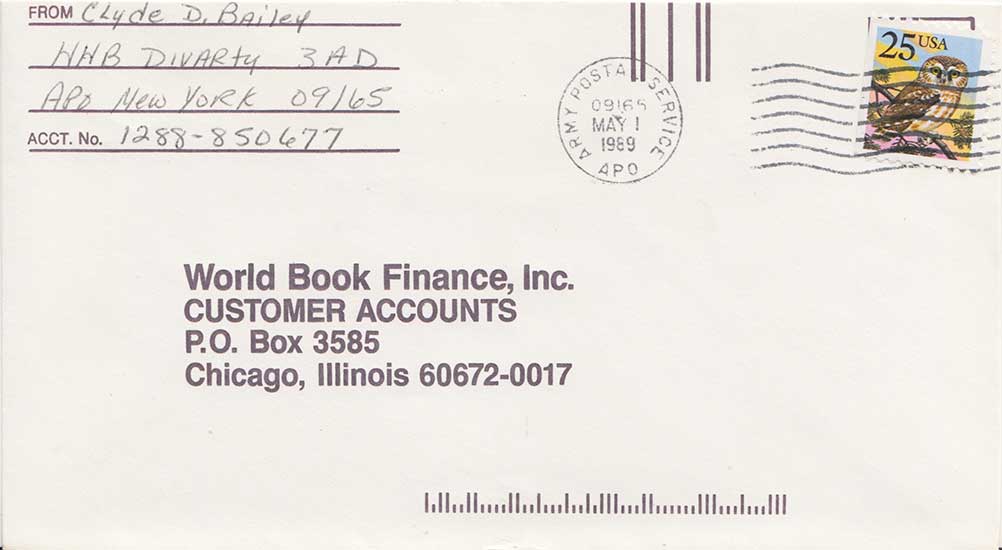 FROM Clyde D. Bailey
HHB DIVARTY 3AD
APO New York 09165
ACCT. No. 1288-850677
ARMY POSTAL SERVICE
09165
MAY 1
1989
APO
25 USA
World Book Finance, Inc.
CUSTOMER ACCOUNTS
P.O. Box 3585
Chicago, Illinois 60672-0017